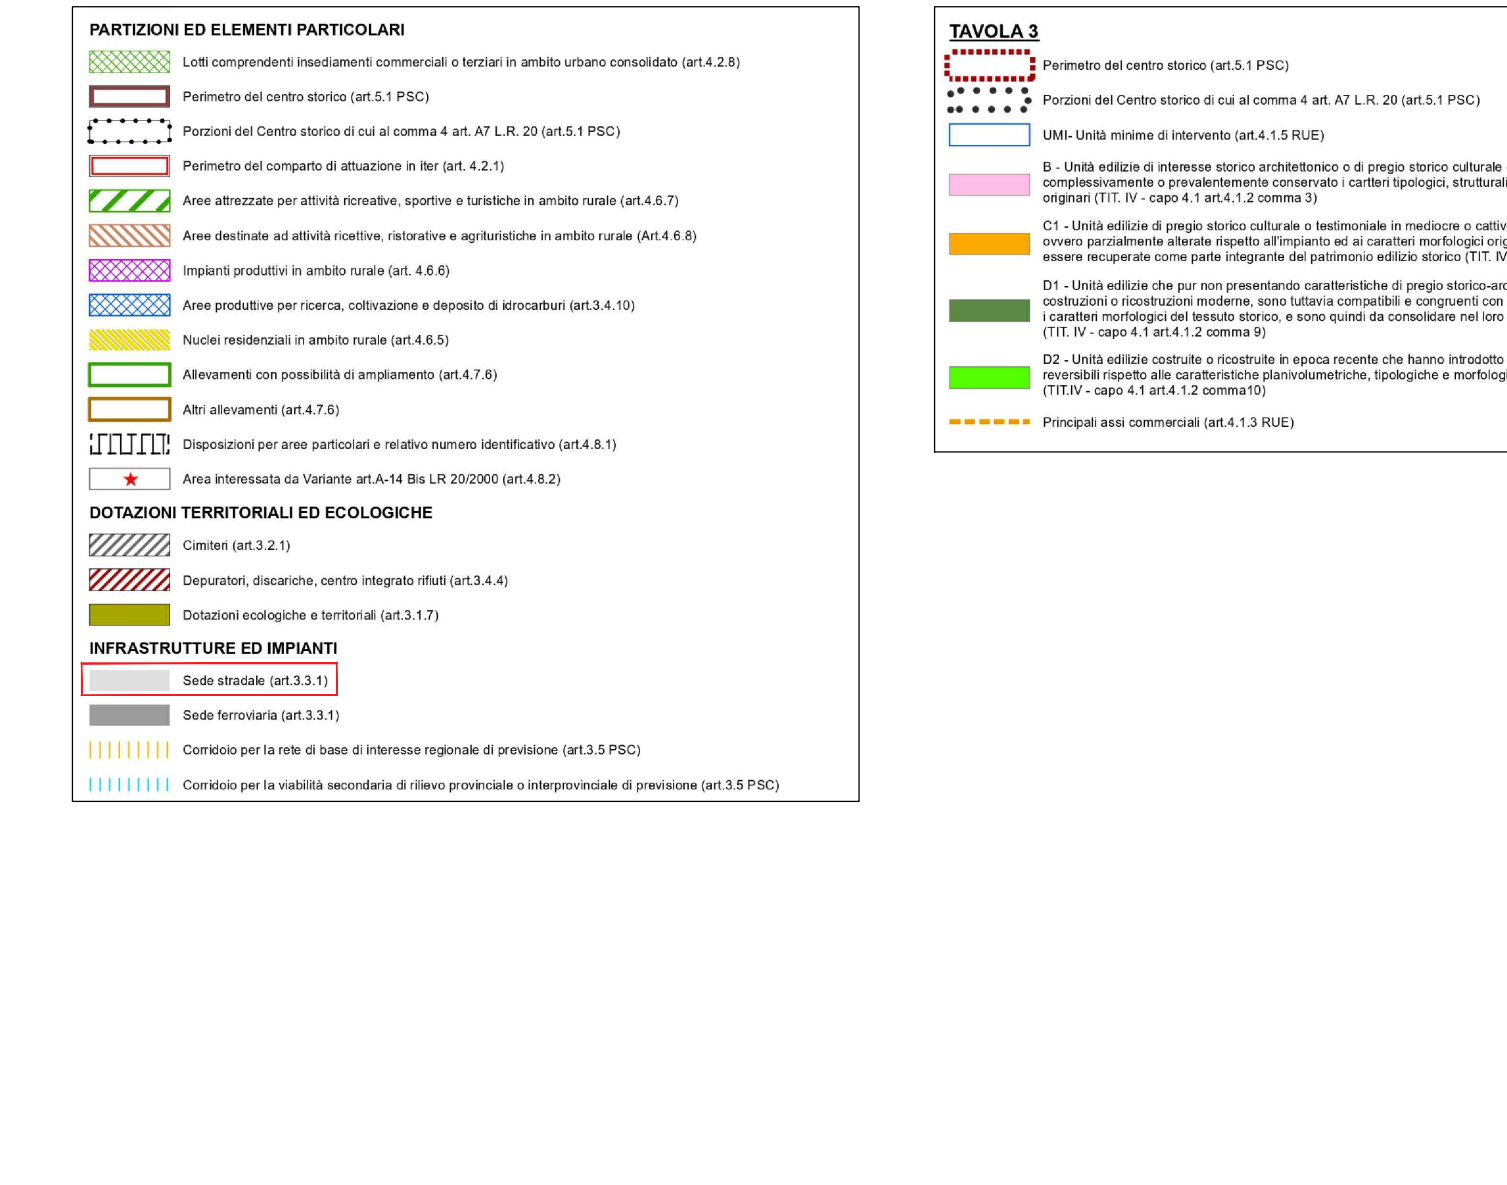 PARTIZIONI ED ELEMENTI PARTICOLARI
Lotti comprendenti insediamenti commerciali o terziari in ambito urbano consolidato (art.4.2.8)
Perimetro del centro storico (art.5.1 PSC)
Porzioni del Centro storico di cui al comma 4 art. A7 L.R. 20 (art.5.1 PSC)
Perimetro del comparto di attuazione in iter (art. 4.2.1)
Aree attrezzate per attività ricreative, sportive e turistiche in ambito rurale (art.4.6.7)
Aree destinate ad attività ricettive, ristorative e agrituristiche in ambito rurale (Art.4.6.8)
Impianti produttivi in ambito rurale (art. 4.6.6)
Aree produttive per ricerca, coltivazione e deposito di idrocarburi (art.3.4.10)
Nuclei residenziali in ambito rurale (art.4.6.5)
Allevamenti con possibilità di ampliamento (art.4.7.6)
Altri allevamenti (art.4.7.6)
Disposizioni per aree particolari e relativo numero identificativo (art.4.8.1)
Area interessata da Variante art.A-14 Bis LR 20/2000 (art.4.8.2)
DOTAZIONI TERRITORIALI ED ECOLOGICHE
Cimiteri (art.3.2.1)
Depuratori, discariche, centro integrato rifiuti (art.3.4.4)
Dotazioni ecologiche e territoriali (art.3.1.7)
INFRASTRUTTURE ED IMPIANTI
Sede stradale (art.3.3.1)
Sede ferroviaria (art.3.3.1)
Corridoio per la rete di base di interesse regionale di previsione (art.3.5 PSC)
Corridoio per la viabilità secondaria di rilievo provinciale o interprovinciale di previsione (art.3.5 PSC)
TAVOLA 3
Perimetro del centro storico (art.5.1 PSC)
Porzioni del Centro storico di cui al comma 4 art. A7 L.R. 20 (art.5.1 PSC)
UMI- Unità minime di intervento (art.4.1.5 RUE)
B - Unità edilizie di interesse storico architettonico o di pregio storico culturale
complessivamente o prevalentemente conservato i cartteri tipologici, strutturali
originari (TIT. IV - capo 4.1 art.4.1.2 comma 3)
C1 - Unità edilizie di pregio storico culturale o testimoniale in mediocre o cattiv
ovvero parzialmente alterate rispetto all'impianto ed ai caratteri morfologici orig
essere recuperate come parte integrante del patrimonio edilizio storico (TIT. IV
D1 - Unità edilizie che pur non presentando caratteristiche di pregio storico-arc
costruzioni o ricostruzioni moderne, sono tuttavia compatibili e congruenti con
i caratteri morfologici del tessuto storico, e sono quindi da consolidare nel loro
(TIT. IV - capo 4.1 art.4.1.2 comma 9)
D2 - Unità edilizie costruite o ricostruite in epoca recente che hanno introdotto
reversibili rispetto alle caratteristiche planivolumetriche, tipologiche e morfologi
(TIT.IV - capo 4.1 art.4.1.2 comma10)
Principali assi commerciali (art.4.1.3 RUE)